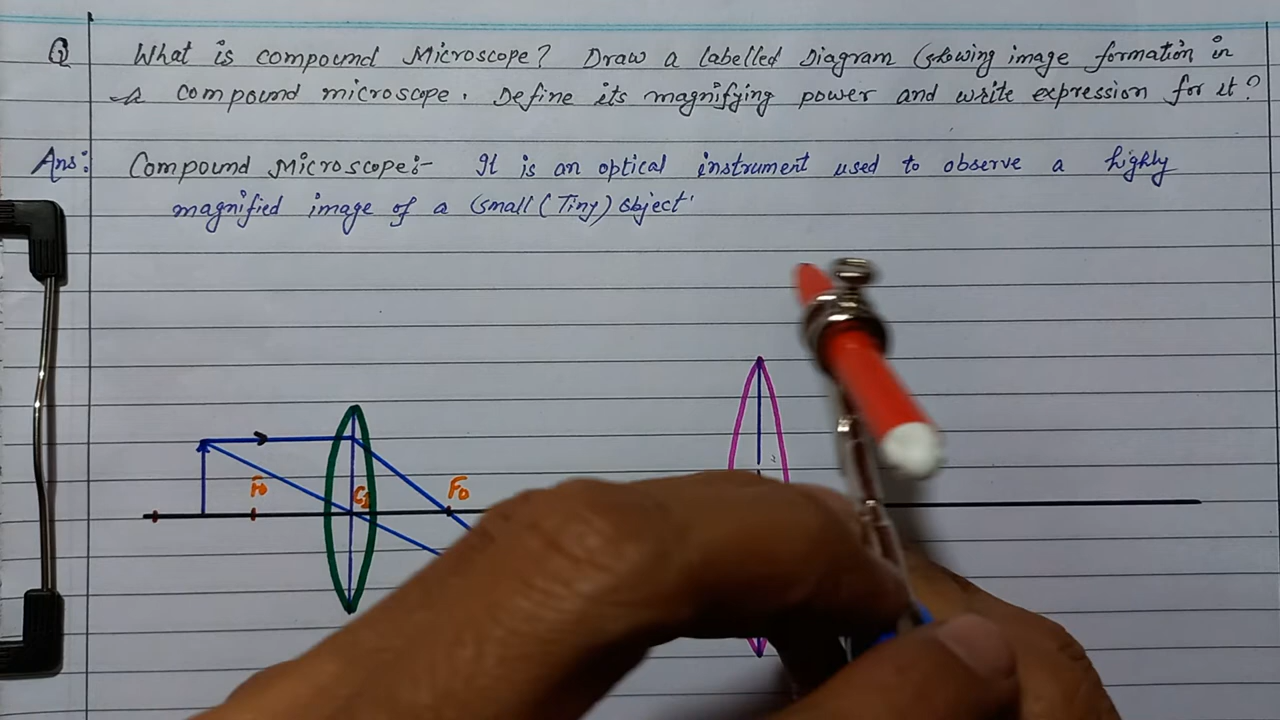 Q What is compound Microscope? Draw a labelled Diagram showing image formation in
a compound microscope. Define its magnifying power and write expression for it?
Ans: Compound Microscope:- It is an optical instrument used to observe a highly
magnified image of a small (Tiny) object
Fo C1 Fo